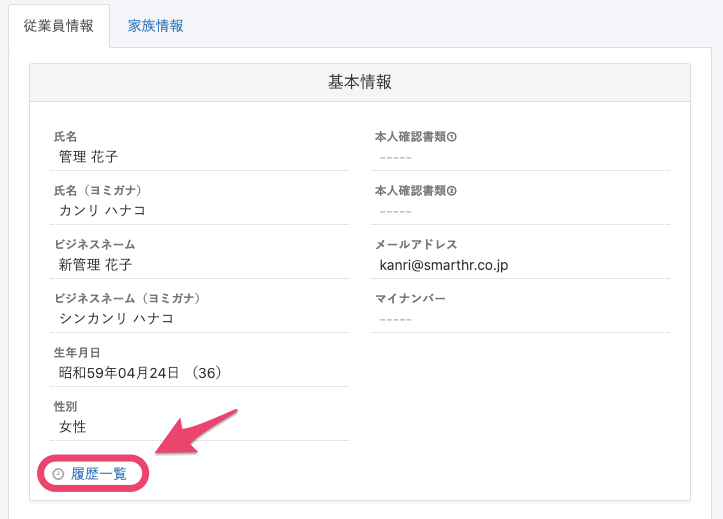 従業員情報
家族情報
基本情報
氏名
管理 花子
氏名（ヨミガナ）
カンリ ハナコ
ビジネスネーム
新管理 花子
ビジネスネーム（ヨミガナ）
シンカンリ ハナコ
生年月日
昭和59年04月24日 （36）
性別
女性
履歴一覧
本人確認書類①
-----
本人確認書類②
-----
メールアドレス
kanri@smarthr.co.jp
マイナンバー
-----